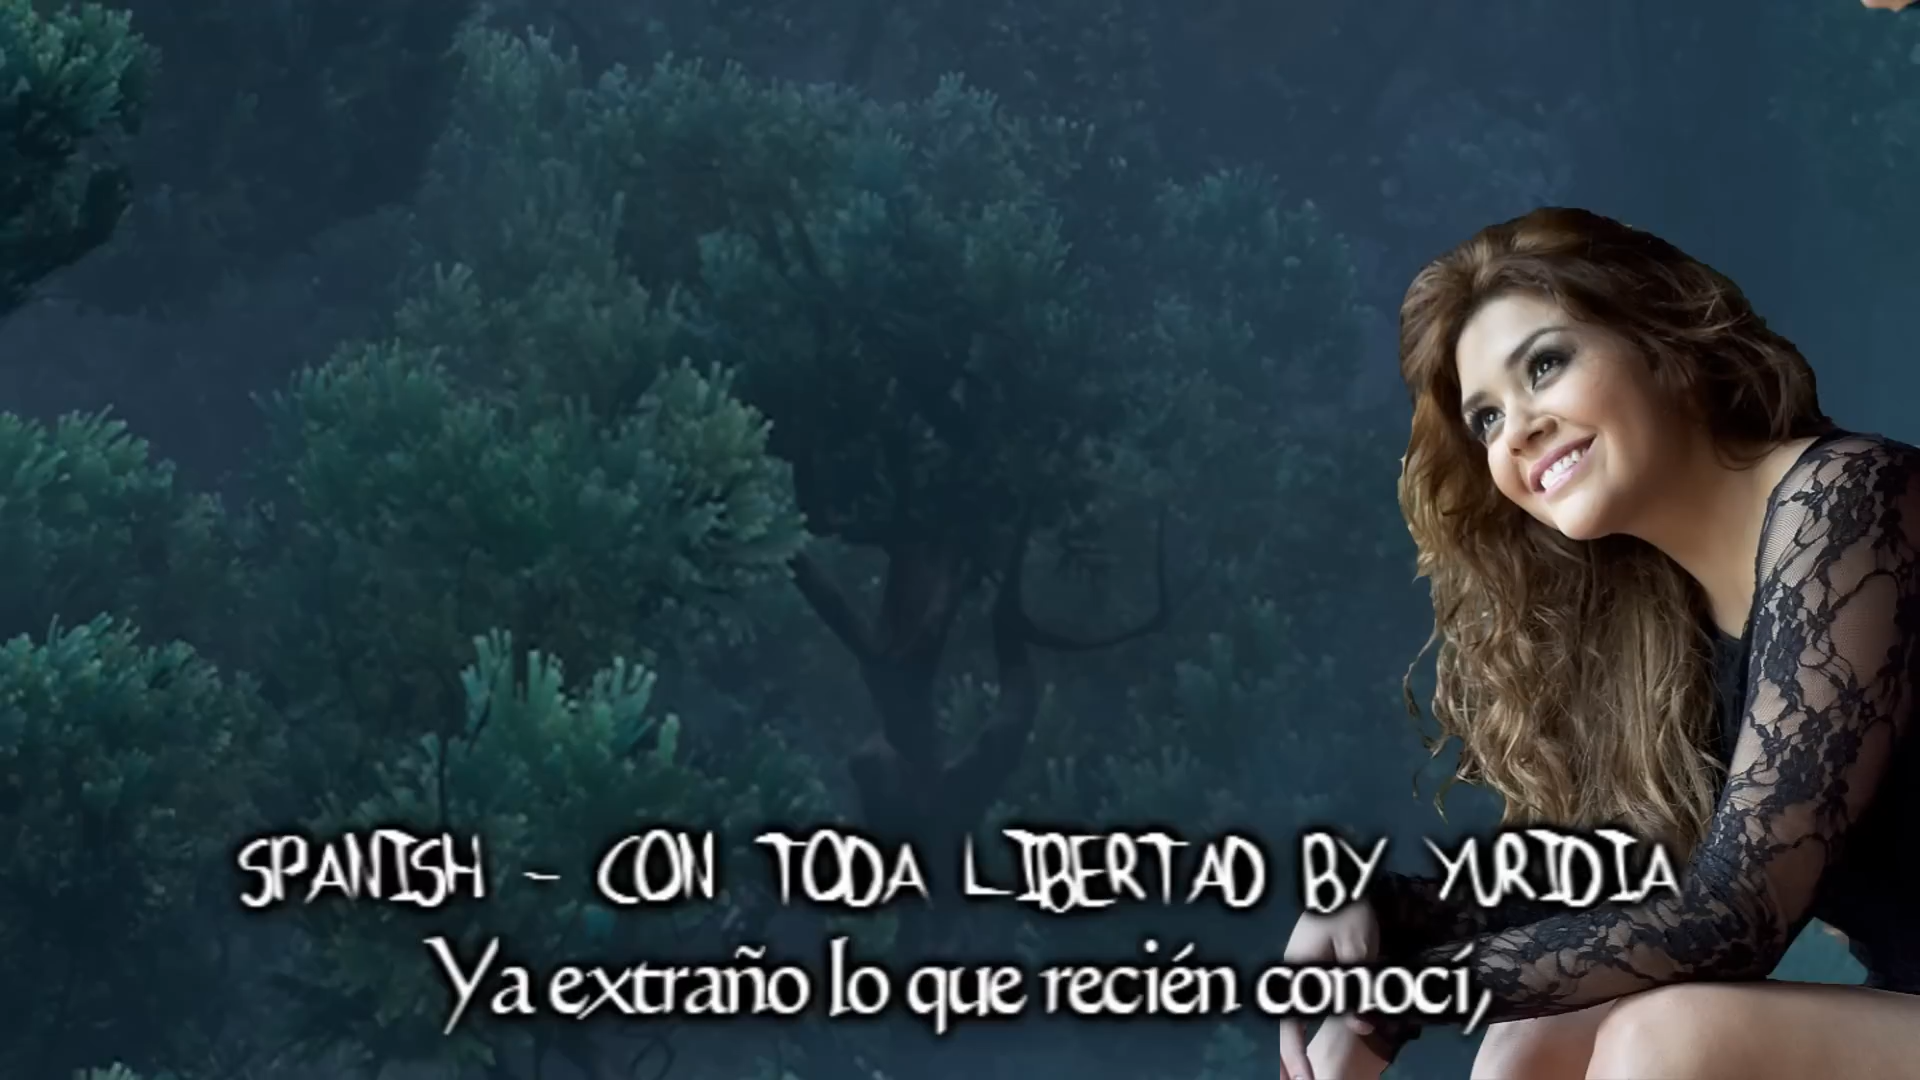 SPANISH - CON TODA LIBERTAD BY YURIDIA
Ya extraño lo que recién conocí,